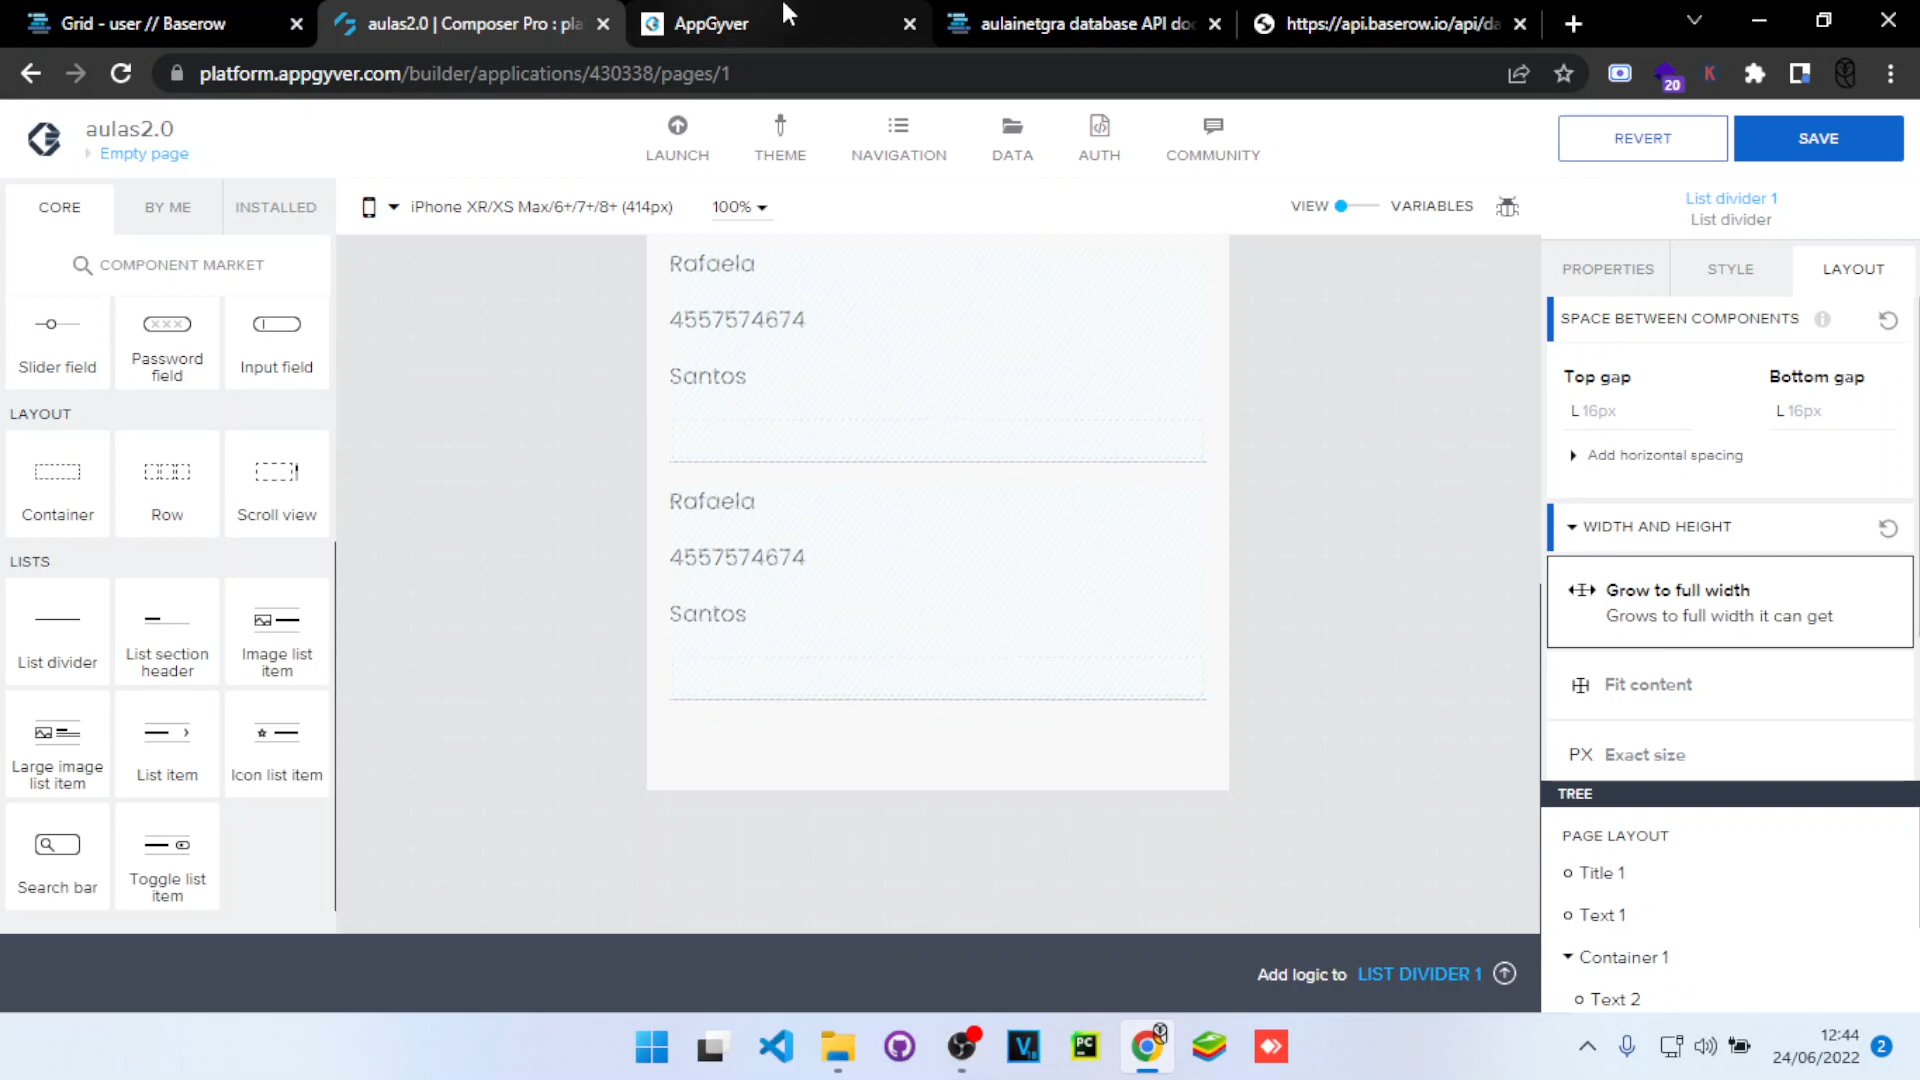 Grid - user // Baserow
aulas2.0 | Composer Pro : pla
AppGyver
aulainetgra database API do
https://api.baserow.io/api/da
platform.appgyver.com/builder/applications/430338/pages/1
20
K
aulas2.0
Empty page
LAUNCH
THEME
NAVIGATION
DATA
AUTH
COMMUNITY
REVERT
SAVE
CORE
BY ME
INSTALLED
iPhone XR/XS Max/6+/7+/8+ (414px)
100%
VIEW
VARIABLES
List divider 1
List divider
COMPONENT MARKET
PROPERTIES
STYLE
LAYOUT
Slider field
Password field
Input field
LAYOUT
Container
Row
Scroll view
LISTS
List divider
List section header
Image list item
Large image list item
List item
Icon list item
Search bar
Toggle list item
Rafaela
4557574674
Santos
Rafaela
4557574674
Santos
SPACE BETWEEN COMPONENTS
Top gap
Bottom gap
L 16px
L 16px
Add horizontal spacing
WIDTH AND HEIGHT
Grow to full width
Grows to full width it can get
Fit content
PX Exact size
TREE
PAGE LAYOUT
Title 1
Text 1
Container 1
Text 2
Add logic to LIST DIVIDER 1
V
18
PC
12:44
24/06/2022
2